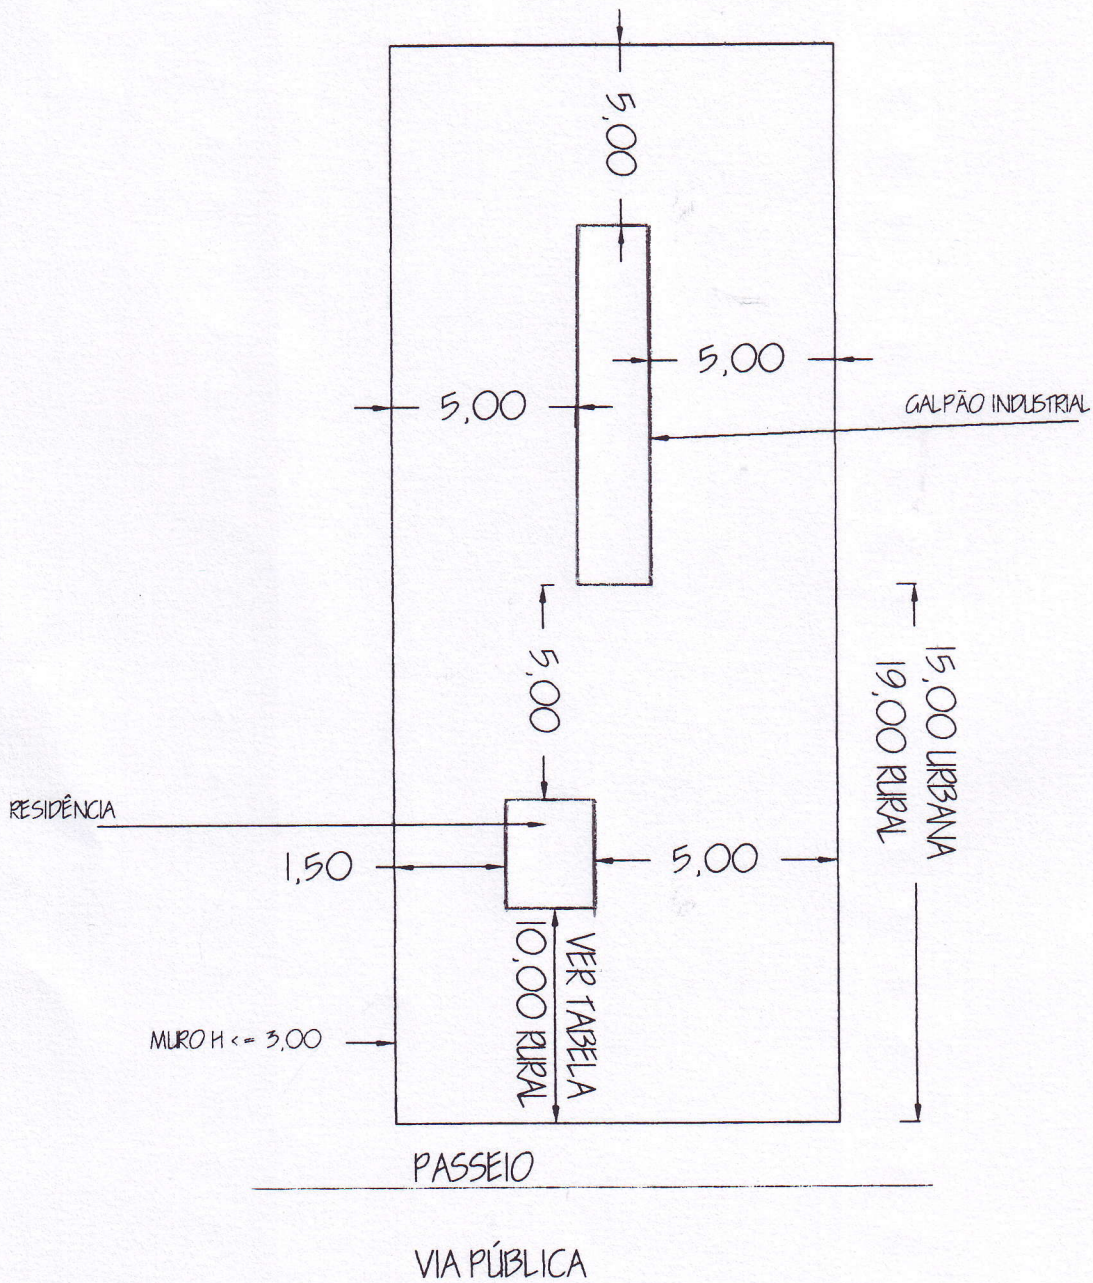 5,00
5,00
5,00
GALPÃO INDUSTRIAL
5,00
15,00 URBANA
19,00 RURAL
RESIDÊNCIA
1,50
5,00
VER TABELA
10,00 RURAL
MURO H <= 3,00
PASSEIO
VIA PÚBLICA